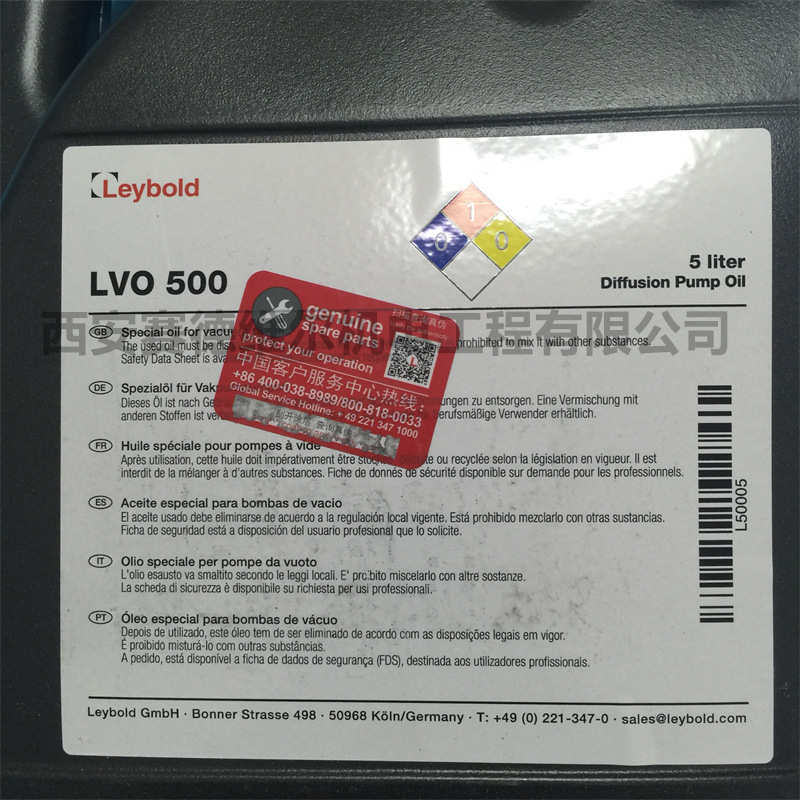 Leybold
1
0
0
LVO 500
5 liter
Diffusion Pump Oil
西安赛德 工程有限公司
genuine
spare parts
protect your operation
中国客户服务中心热线：
+86 400-038-8989/800-818-0033
Global Service Hotline: + 49 221 347 1000
GB Special oil for vacu
The used oil must be dis prohibited to mix it with other substances.
Safety Data Sheet is ava
DE Spezialöl für Vak
Dieses Öl ist nach Ge ungen zu entsorgen. Eine Vermischung mit
anderen Stoffen ist ver erufsmäßige Verwender erhältlich.
FR Huile spéciale pour pompes à vide
Après utilisation, cette huile doit impérativement être ou recyclée selon la législation en vigueur. Il est
interdit de la mélanger à d'autres substances. Fiche de donnés de sécurité disponible sur demande pour les professionnels.
ES Aceite especial para bombas de vacio
El aceite usado debe eliminarse de acuerdo a la regulación local vigente. Está prohibido mezclarlo con otras sustancias.
Ficha de seguridad está a disposición del usuario profesional que lo solicite.
IT Olio speciale per pompe da vuoto
L'olio esausto va smaltito secondo le leggi locali. E' proibito miscelarlo con altre sostanze.
La scheda di sicurezza è disponibile su richiesta per usi professionali.
PT Óleo especial para bombas de vácuo
Depois de utilizado, este óleo tem de ser eliminado de acordo com as disposições legais em vigor.
É proibido misturá-lo com outras substâncias.
A pedido, está disponível a ficha de dados de segurança (FDS), destinada aos utilizadores profissionais.
L50005
Leybold GmbH · Bonner Strasse 498 · 50968 Köln/Germany · T: +49 (0) 221-347-0 · sales@leybold.com